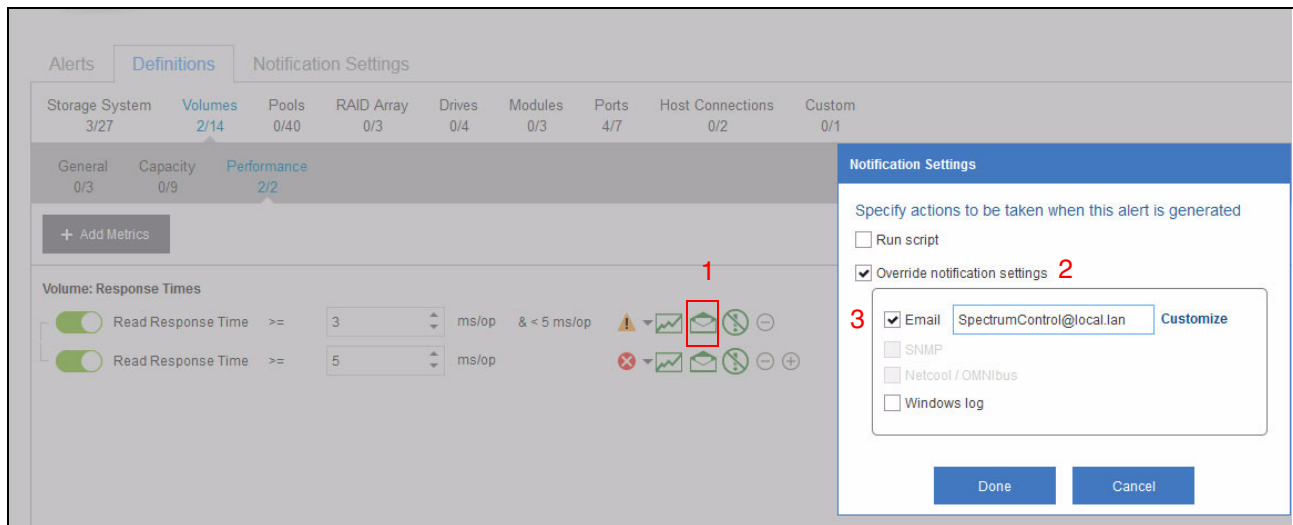 Alerts Definitions Notification Settings
Storage System Volumes Pools RAID Array Drives Modules Ports Host Connections Custom
3/27 2/14 0/40 0/3 0/4 0/3 4/7 0/2 0/1
General Capacity Performance
0/3 0/9 2/2
+ Add Metrics
Volume: Response Times
1
Read Response Time >= 3 ms/op & < 5 ms/op
Read Response Time >= 5 ms/op
Notification Settings
Specify actions to be taken when this alert is generated
Run script
Override notification settings 2
3 Email SpectrumControl@local.lan Customize
SNMP
Netcool / OMNIbus
Windows log
Done Cancel